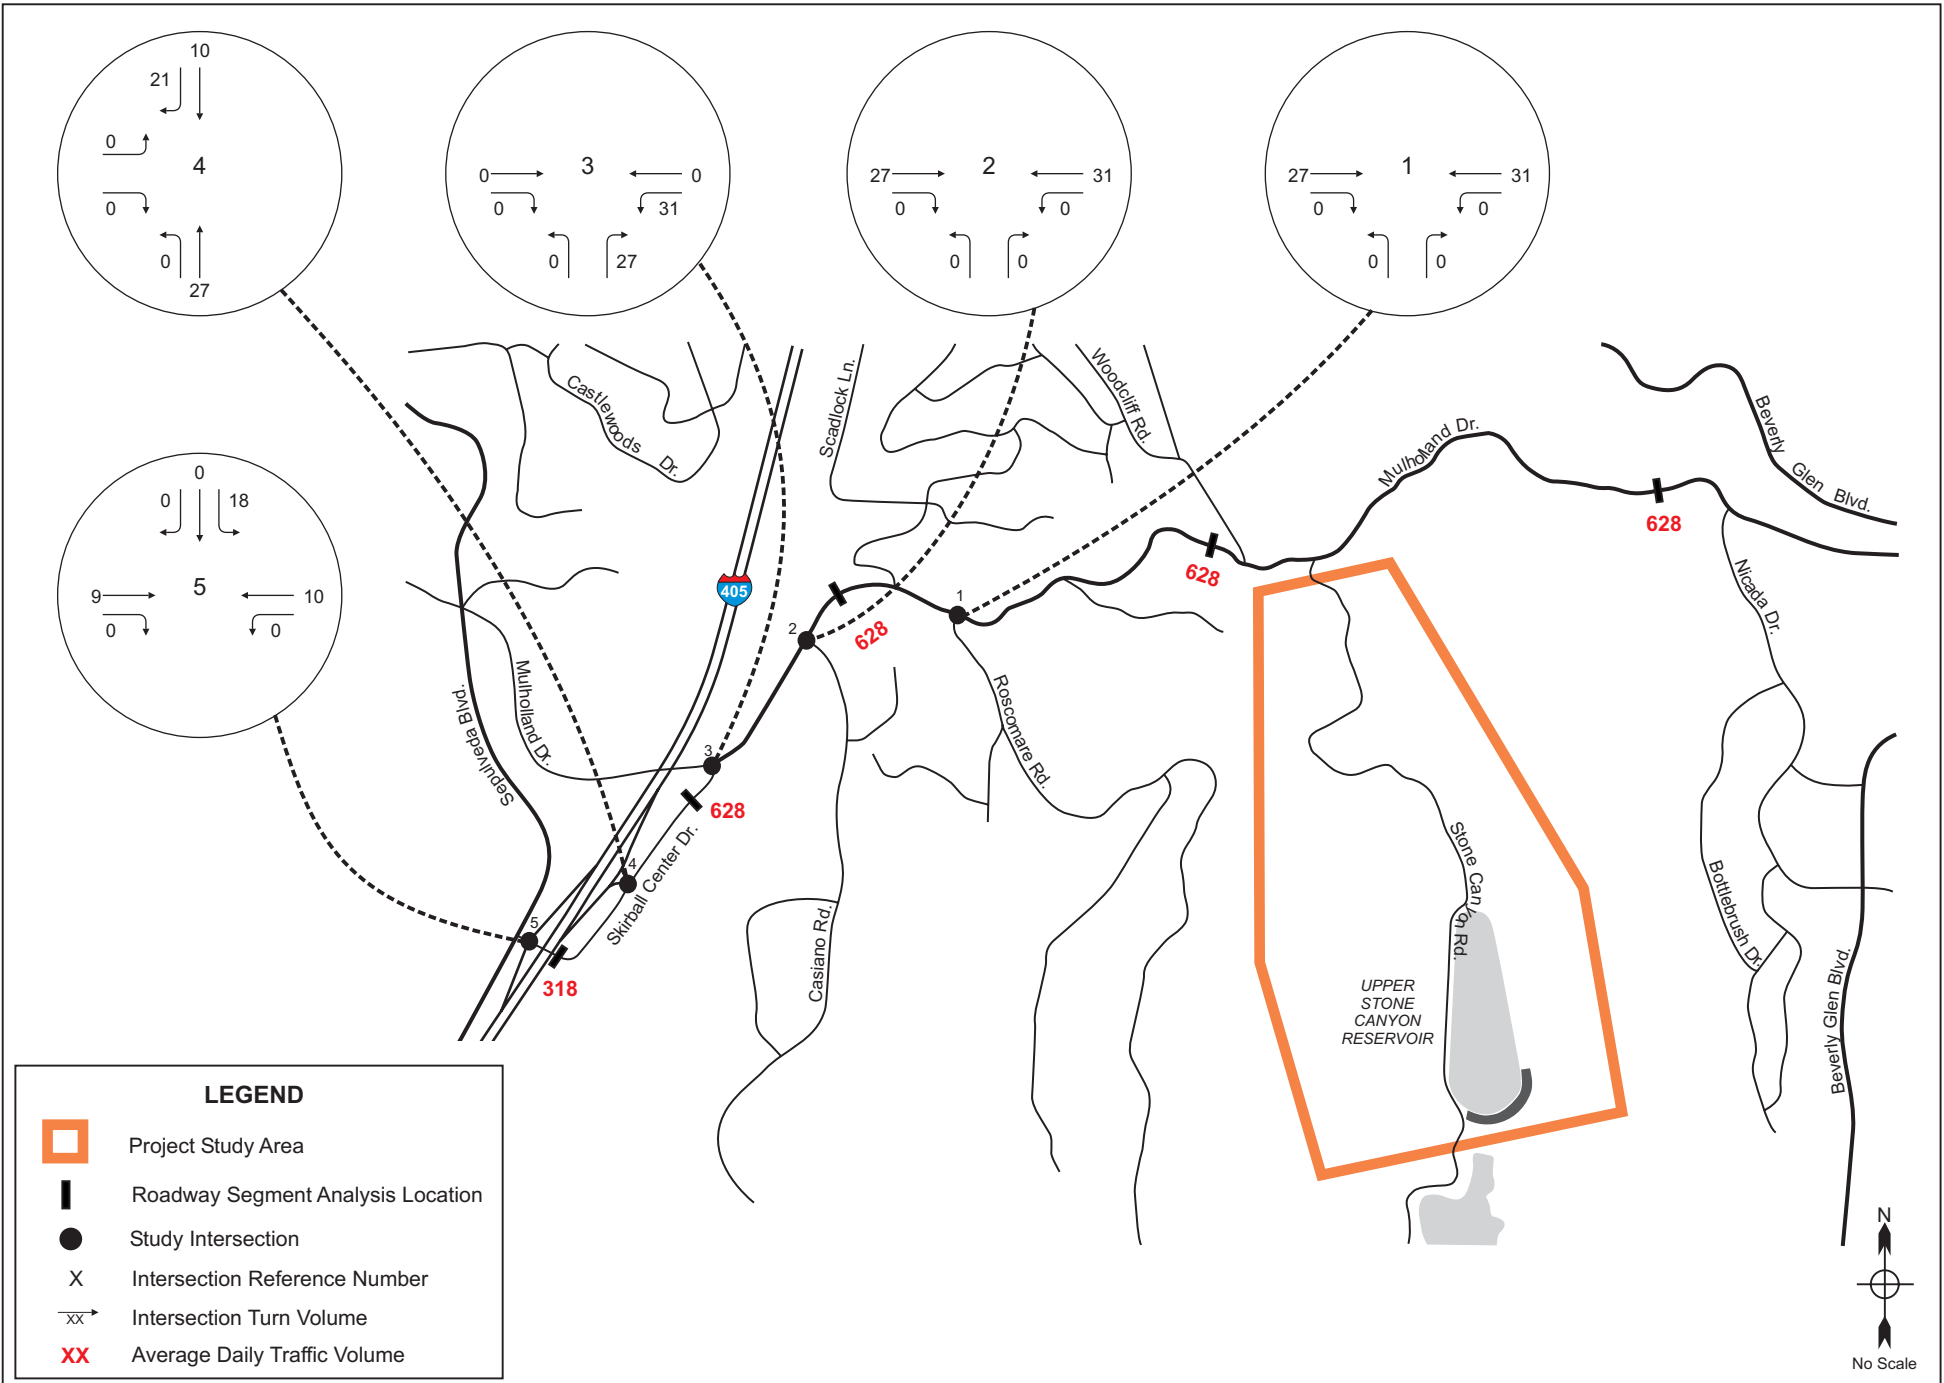 10
21
0
4
0
0
27
3
0
0
0
31
0
27
2
27
31
0
0
0
0
1
27
31
0
0
0
0
0
0
18
5
9
10
0
0
Castlewoods Dr.
Scadlock Ln.
Woodcliff Rd.
Mulholland Dr.
Beverly Glen Blvd.
628
628
405
628
1
2
3
628
4
5
318
Sepulveda Blvd.
Mulholland Dr.
Skirball Center Dr.
Roscomare Rd.
Casiano Rd.
Stone Canyon Rd.
Nicada Dr.
Bottlebrush Dr.
Beverly Glen Blvd.
UPPER
STONE
CANYON
RESERVOIR
LEGEND
Project Study Area
Roadway Segment Analysis Location
Study Intersection
X Intersection Reference Number
XX Intersection Turn Volume
XX Average Daily Traffic Volume
N
No Scale